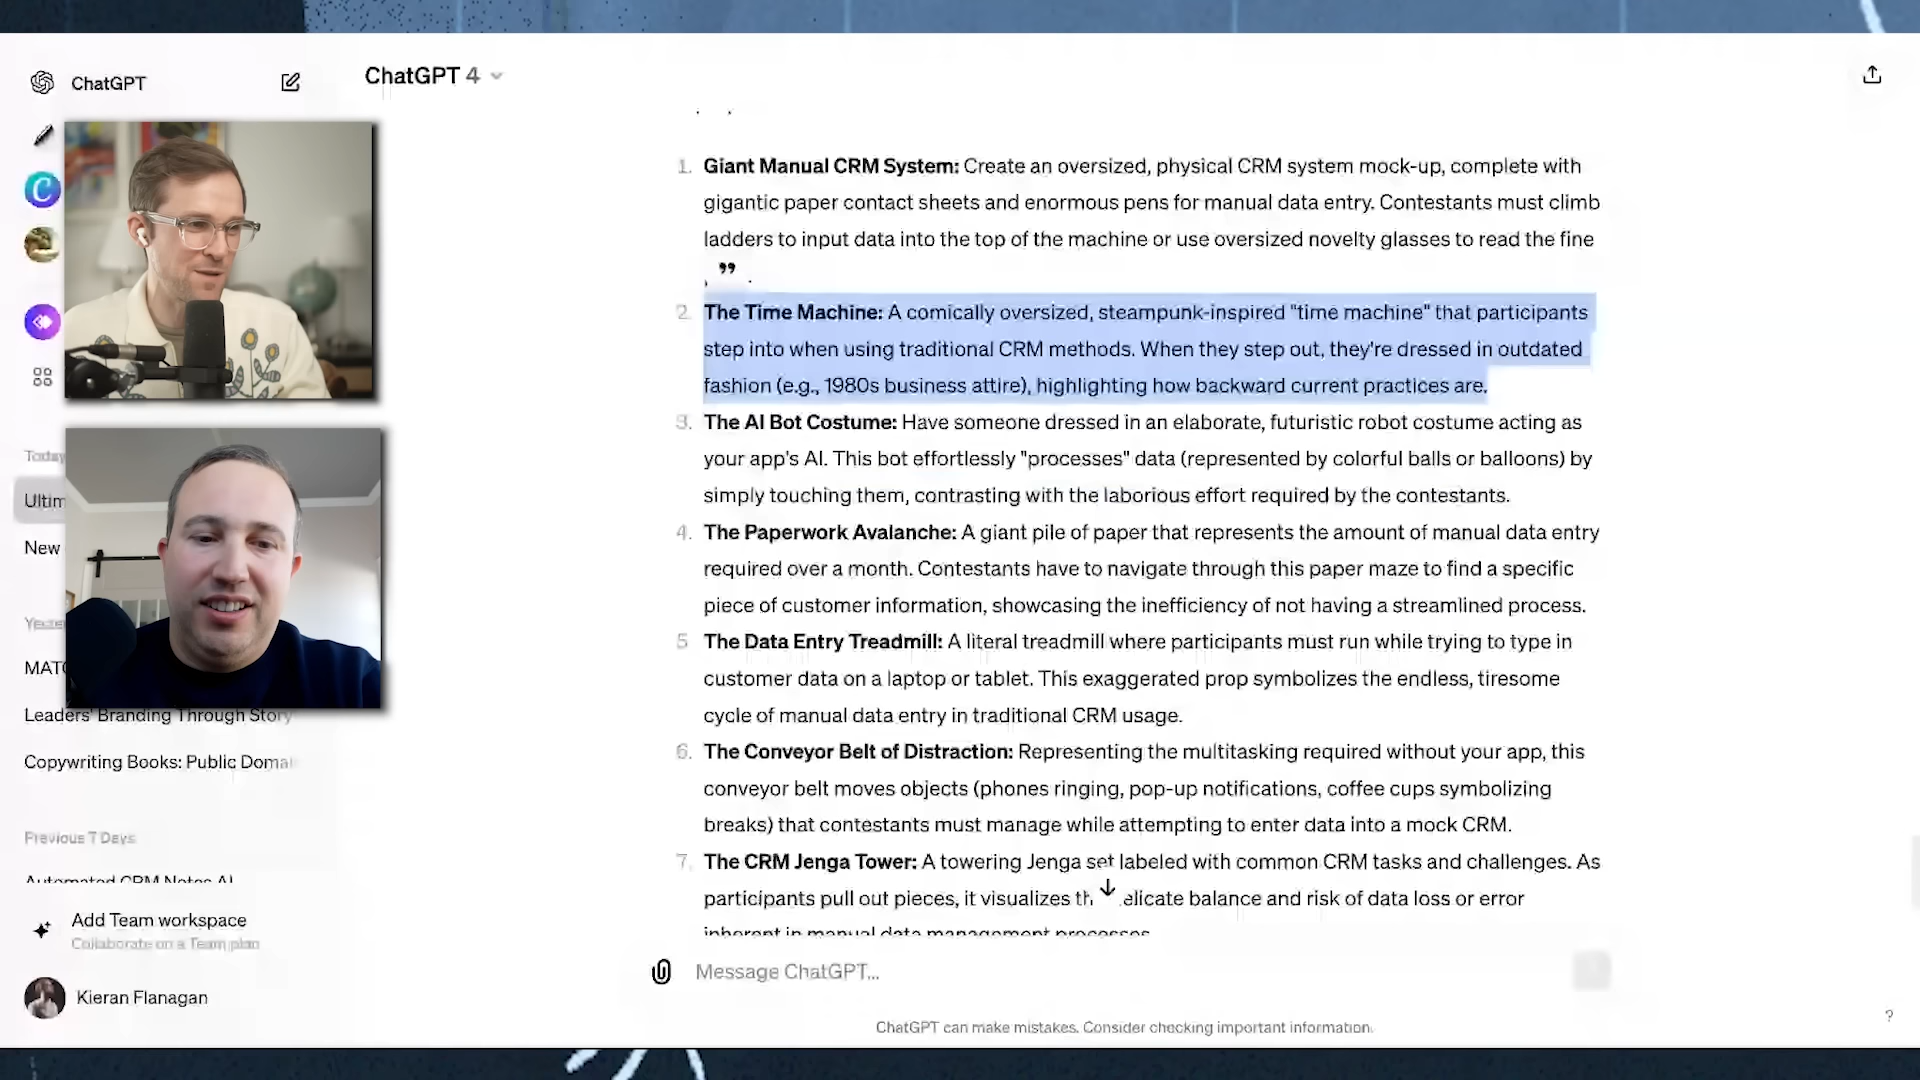 ChatGPT
ChatGPT 4
1. Giant Manual CRM System: Create an oversized, physical CRM system mock-up, complete with
gigantic paper contact sheets and enormous pens for manual data entry. Contestants must climb
ladders to input data into the top of the machine or use oversized novelty glasses to read the fine
2. The Time Machine: A comically oversized, steampunk-inspired "time machine" that participants
step into when using traditional CRM methods. When they step out, they're dressed in outdated
fashion (e.g., 1980s business attire), highlighting how backward current practices are.
3. The AI Bot Costume: Have someone dressed in an elaborate, futuristic robot costume acting as
your app's AI. This bot effortlessly "processes" data (represented by colorful balls or balloons) by
simply touching them, contrasting with the laborious effort required by the contestants.
4. The Paperwork Avalanche: A giant pile of paper that represents the amount of manual data entry
required over a month. Contestants have to navigate through this paper maze to find a specific
piece of customer information, showcasing the inefficiency of not having a streamlined process.
5 The Data Entry Treadmill: A literal treadmill where participants must run while trying to type in
customer data on a laptop or tablet. This exaggerated prop symbolizes the endless, tiresome
cycle of manual data entry in traditional CRM usage.
6. The Conveyor Belt of Distraction: Representing the multitasking required without your app, this
conveyor belt moves objects (phones ringing, pop-up notifications, coffee cups symbolizing
breaks) that contestants must manage while attempting to enter data into a mock CRM.
7. The CRM Jenga Tower: A towering Jenga set labeled with common CRM tasks and challenges. As
participants pull out pieces, it visualizes th elicate balance and risk of data loss or error
inherent in manual data management processes
Today
Ultim
New
Yester
MAT
Leaders' Branding Through Story
Copywriting Books: Public Domai
Previous 7 Days
Automated CRM Notes AI
Add Team workspace
Collaborate on a Team plan
Kieran Flanagan
Message ChatGPT...
ChatGPT can make mistakes. Consider checking important information.
?